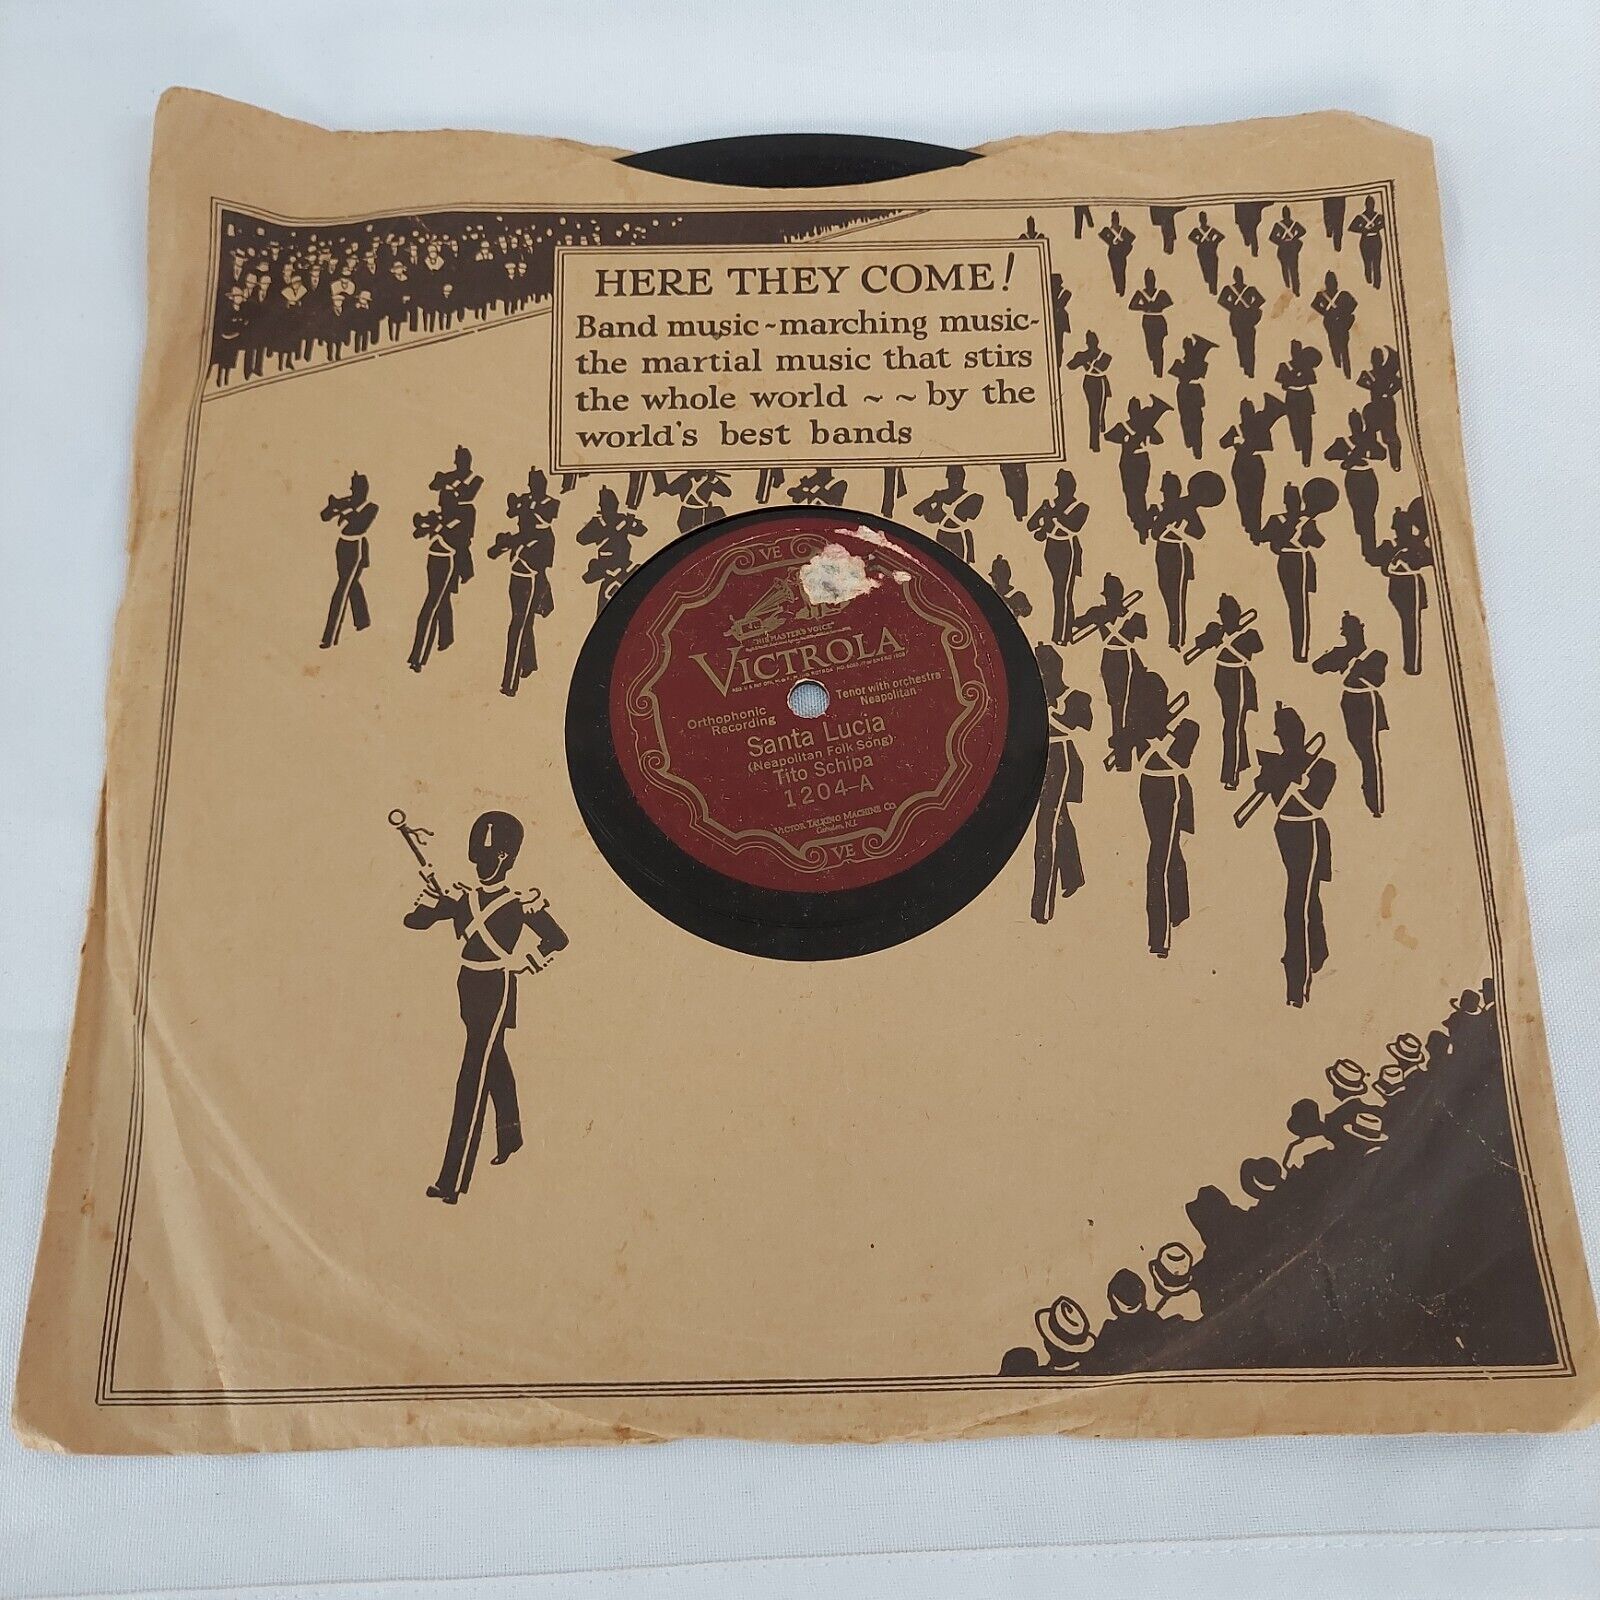 HERE THEY COME!
Band music ~ marching music-
the martial music that stirs
the whole world ~ ~ by the
world's best bands
VE
"HIS MASTER'S VOICE"
VICTROLA
Orthophonic
Recording
Tenor with orchestra
Neapolitan
Santa Lucia
(Neapolitan Folk Song)
Tito Schipa
1204-A
VICTOR TALKING MACHINE CO.
Camden, N.J.
VE